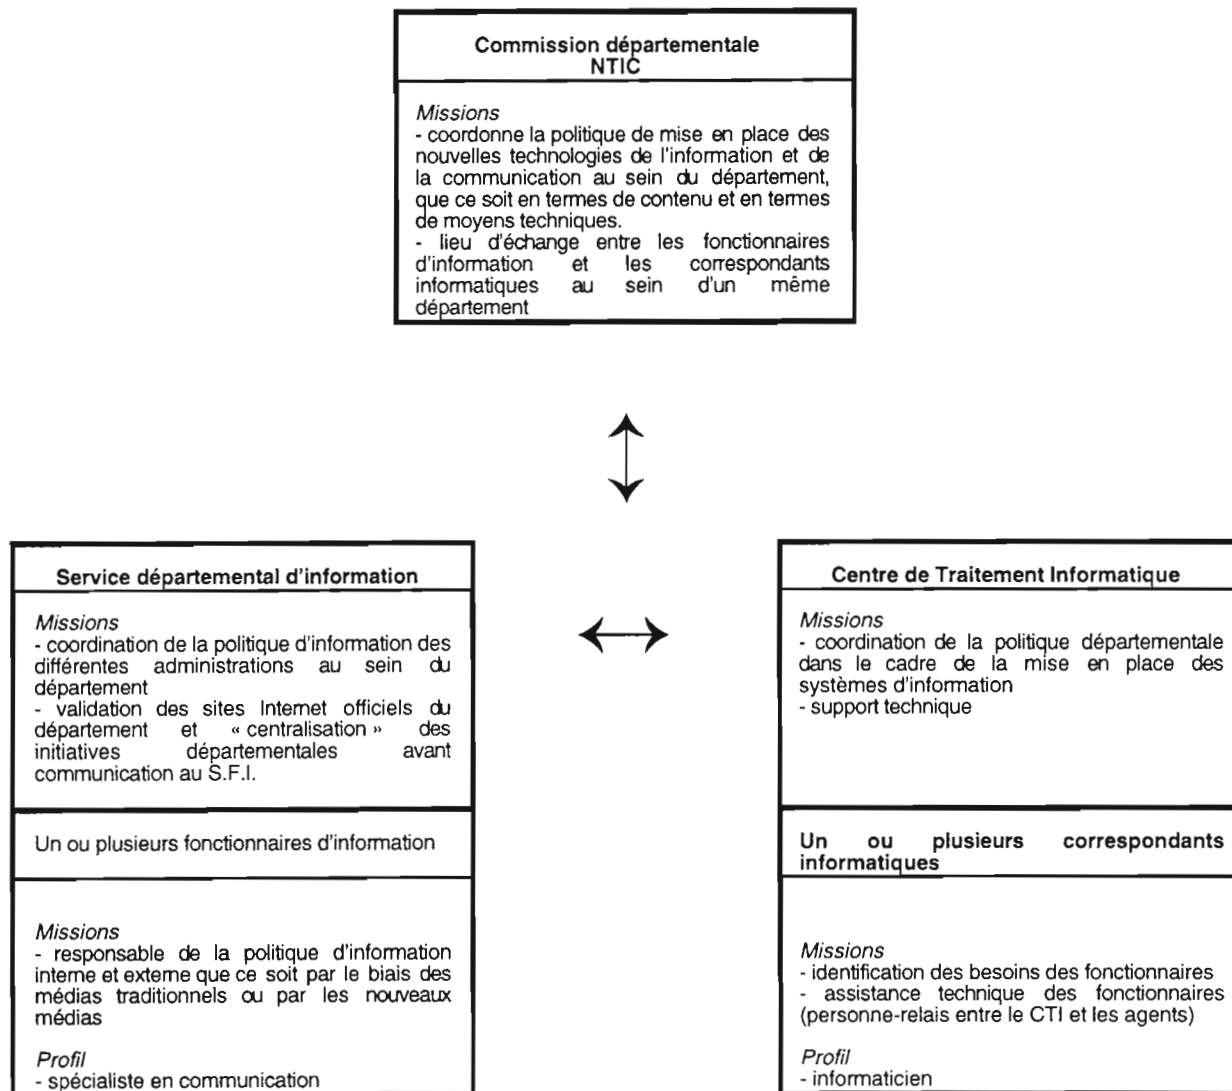 Commission départementale
NTIC
Missions
- coordonne la politique de mise en place des
nouvelles technologies de l'information et de
la communication au sein du département,
que ce soit en termes de contenu et en termes
de moyens techniques.
- lieu d'échange entre les fonctionnaires
d'information et les correspondants
informatiques au sein d'un même
département
Service départemental d'information
Missions
- coordination de la politique d'information des
différentes administrations au sein du
département
- validation des sites Internet officiels du
département et « centralisation » des
initiatives départementales avant
communication au S.F.I.
Un ou plusieurs fonctionnaires d'information
Missions
- responsable de la politique d'information
interne et externe que ce soit par le biais des
médias traditionnels ou par les nouveaux
médias
Profil
- spécialiste en communication
Centre de Traitement Informatique
Missions
- coordination de la politique départementale
dans le cadre de la mise en place des
systèmes d'information
- support technique
Un ou plusieurs correspondants
informatiques
Missions
- identification des besoins des fonctionnaires
- assistance technique des fonctionnaires
(personne-relais entre le CTI et les agents)
Profil
- informaticien